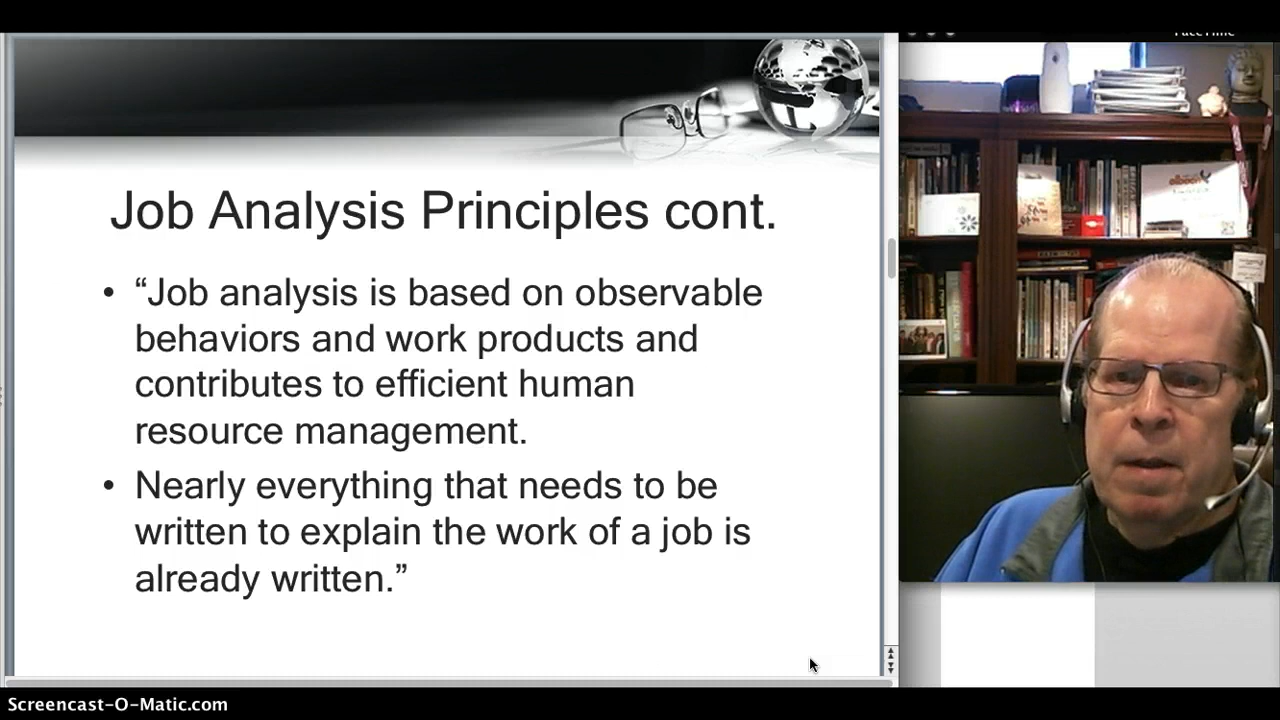 Job Analysis Principles cont.
• “Job analysis is based on observable
behaviors and work products and
contributes to efficient human
resource management.
• Nearly everything that needs to be
written to explain the work of a job is
already written.”
Screencast-O-Matic.com